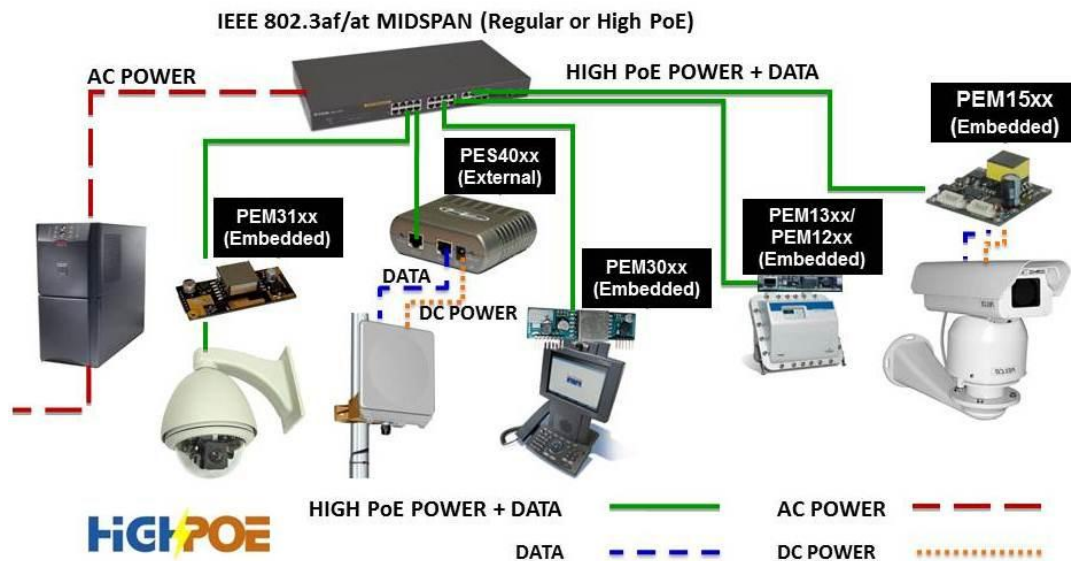 IEEE 802.3af/at MIDSPAN (Regular or High PoE)
AC POWER
HIGH PoE POWER + DATA
PEM15xx
(Embedded)
PES40xx
(External)
PEM31xx
(Embedded)
PEM13xx/
PEM12xx
(Embedded)
PEM30xx
(Embedded)
DATA
DC POWER
HIGH PoE POWER + DATA
AC POWER
DATA
DC POWER
HIGHPOE